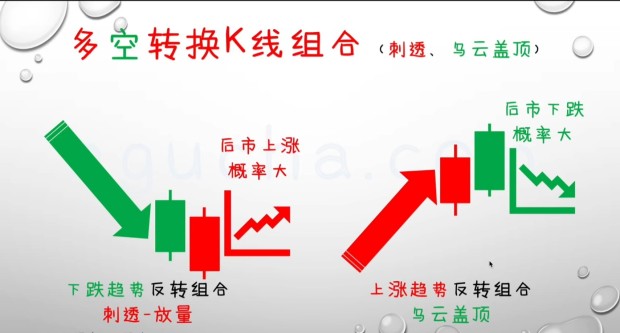 多空转换K线组合（刺透、乌云盖顶）
后市上涨
概率大
后市下跌
概率大
下跌趋势反转组合
刺透-放量
上涨趋势反转组合
乌云盖顶